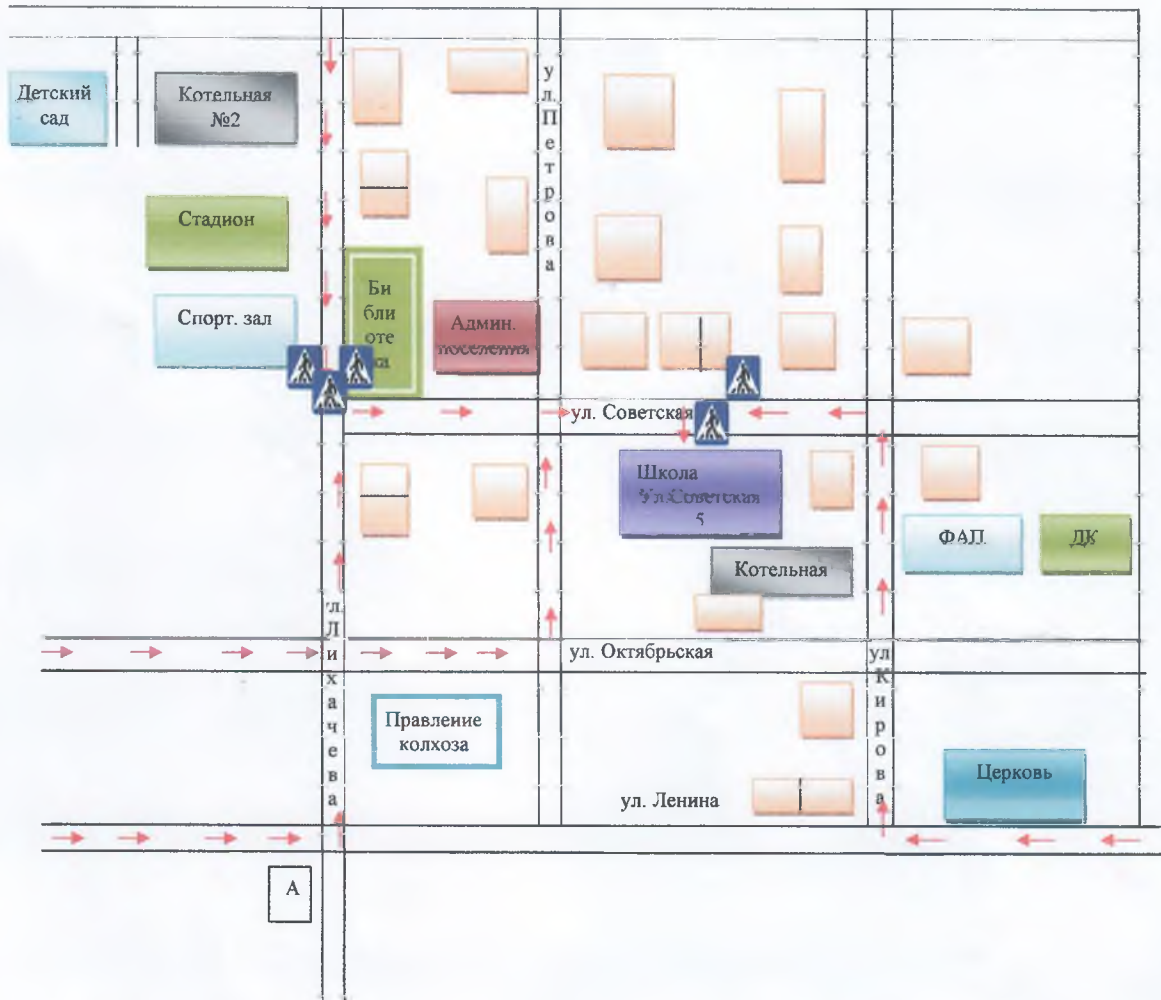 Детский
сад
Котельная
№2
Стадион
Спорт. зал
Би
бли
оте
ка
Админ.
поселения
ул. Петрова
ул. Советская
Школа
Ул.Советская
5
Котельная
ФАП
ДК
ул. Лихачева
ул. Октябрьская
ул Кирова
Правление
колхоза
ул. Ленина
Церковь
А